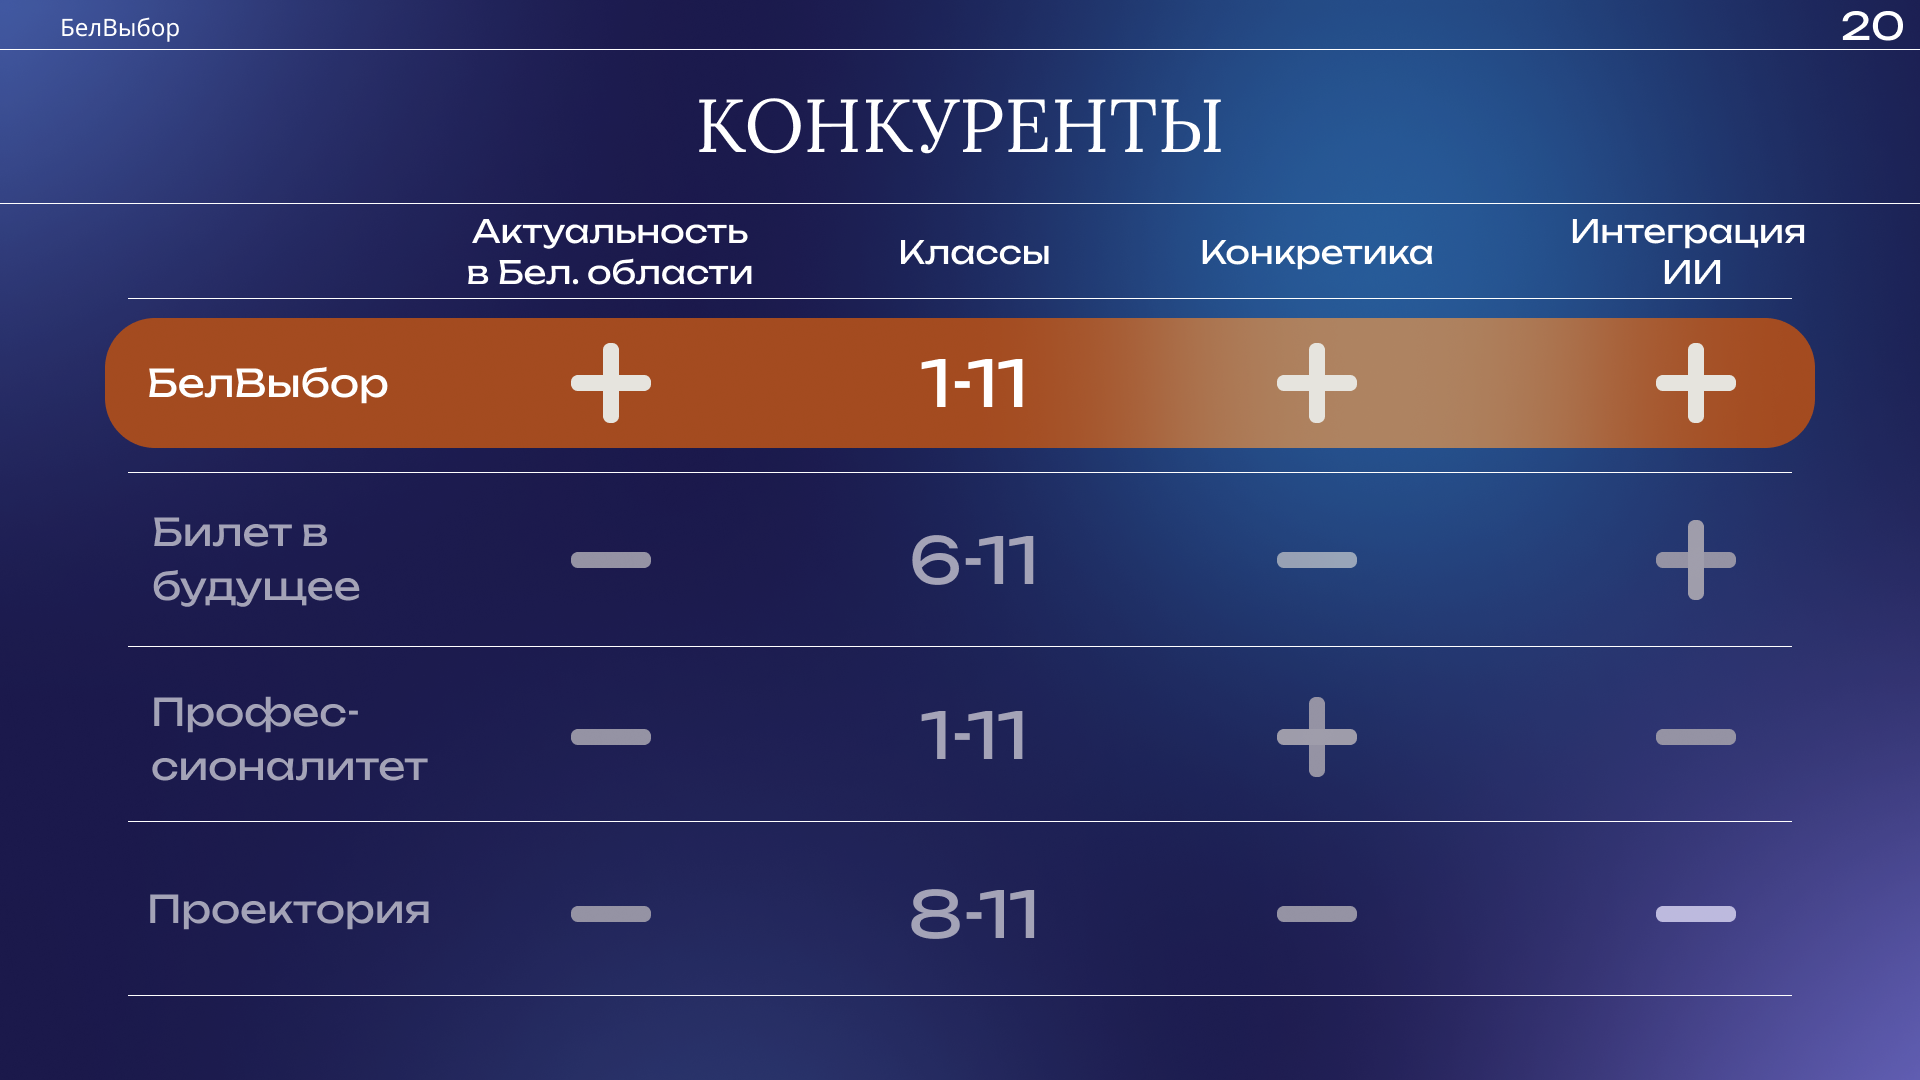 БелВыбор
20
КОНКУРЕНТЫ
Актуальность
в Бел. области
Классы
Конкретика
Интеграция
ИИ
БелВыбор
+
1-11
+
+
Билет в
будущее
−
6-11
−
+
Профес-
сионалитет
−
1-11
+
−
Проектория
−
8-11
−
−